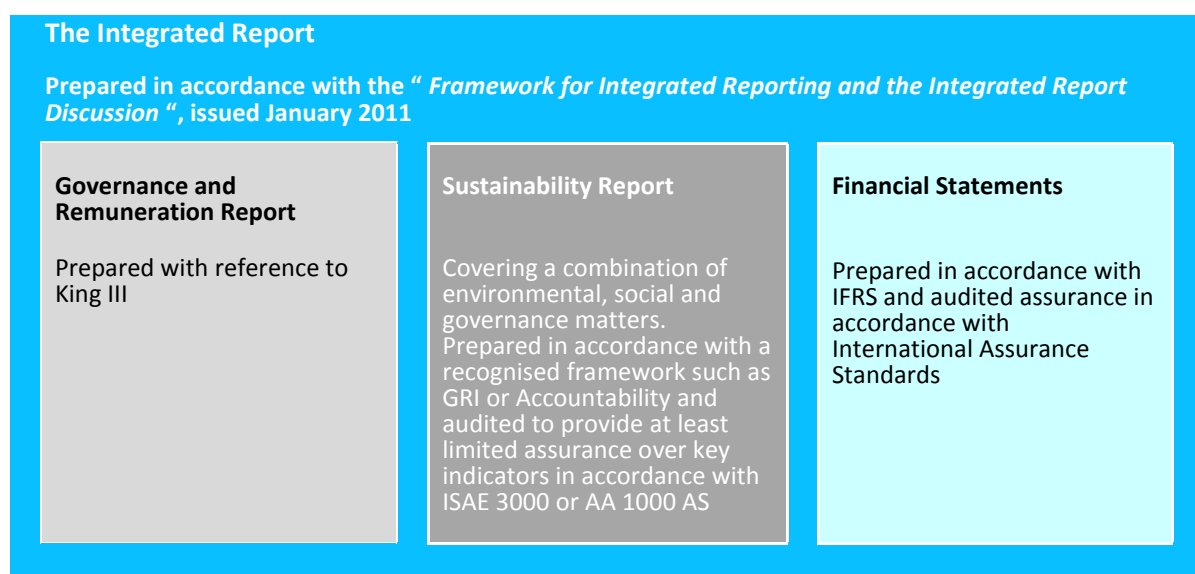 The Integrated Report
Prepared in accordance with the “ Framework for Integrated Reporting and the Integrated Report
Discussion “, issued January 2011
Governance and
Remuneration Report
Prepared with reference to
King III
Sustainability Report
Covering a combination of
environmental, social and
governance matters.
Prepared in accordance with a
recognised framework such as
GRI or Accountability and
audited to provide at least
limited assurance over key
indicators in accordance with
ISAE 3000 or AA 1000 AS
Financial Statements
Prepared in accordance with
IFRS and audited assurance in
accordance with
International Assurance
Standards